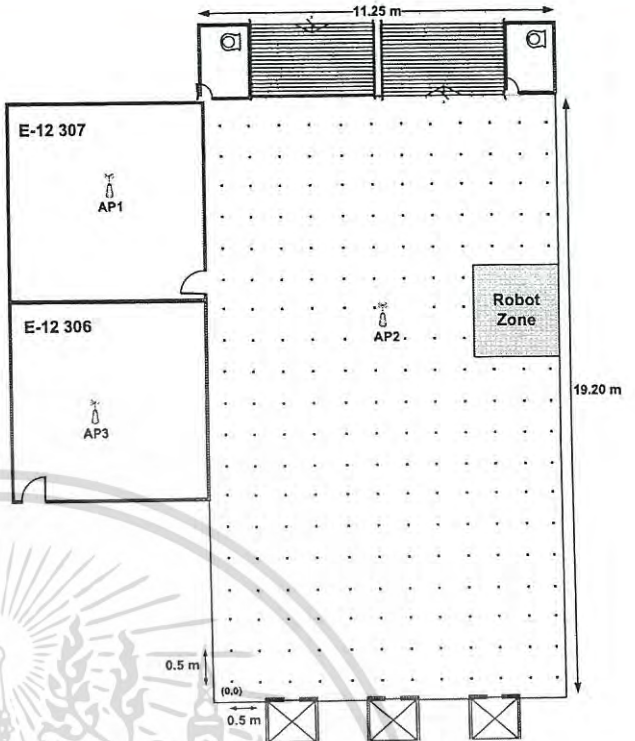 11.25 m
E-12 307
AP1
Robot
Zone
AP2
E-12 306
19.20 m
AP3
0.5 m
(0,0)
0.5 m